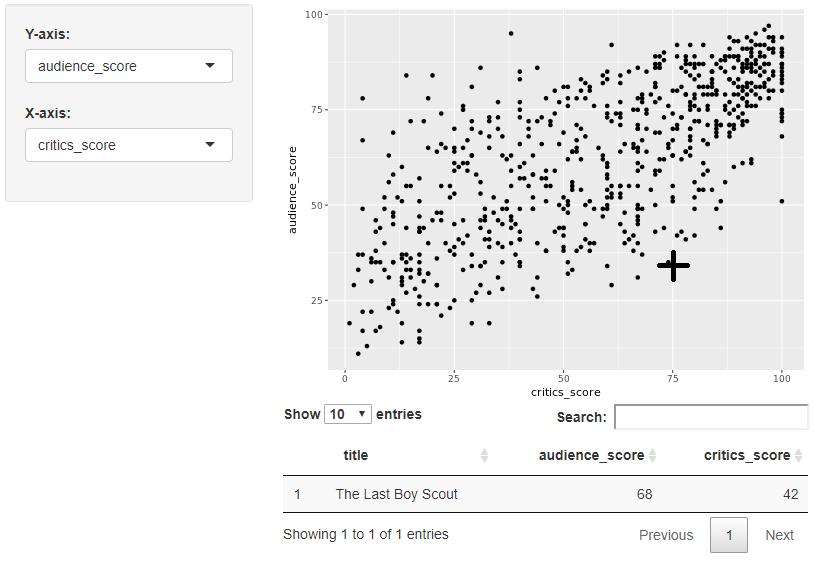 Y-axis:
audience_score
X-axis:
critics_score
100
75
50
25
audience_score
0 25 50 75 100
critics_score
Show 10 entries Search:
title audience_score critics_score
1 The Last Boy Scout 68 42
Showing 1 to 1 of 1 entries Previous 1 Next